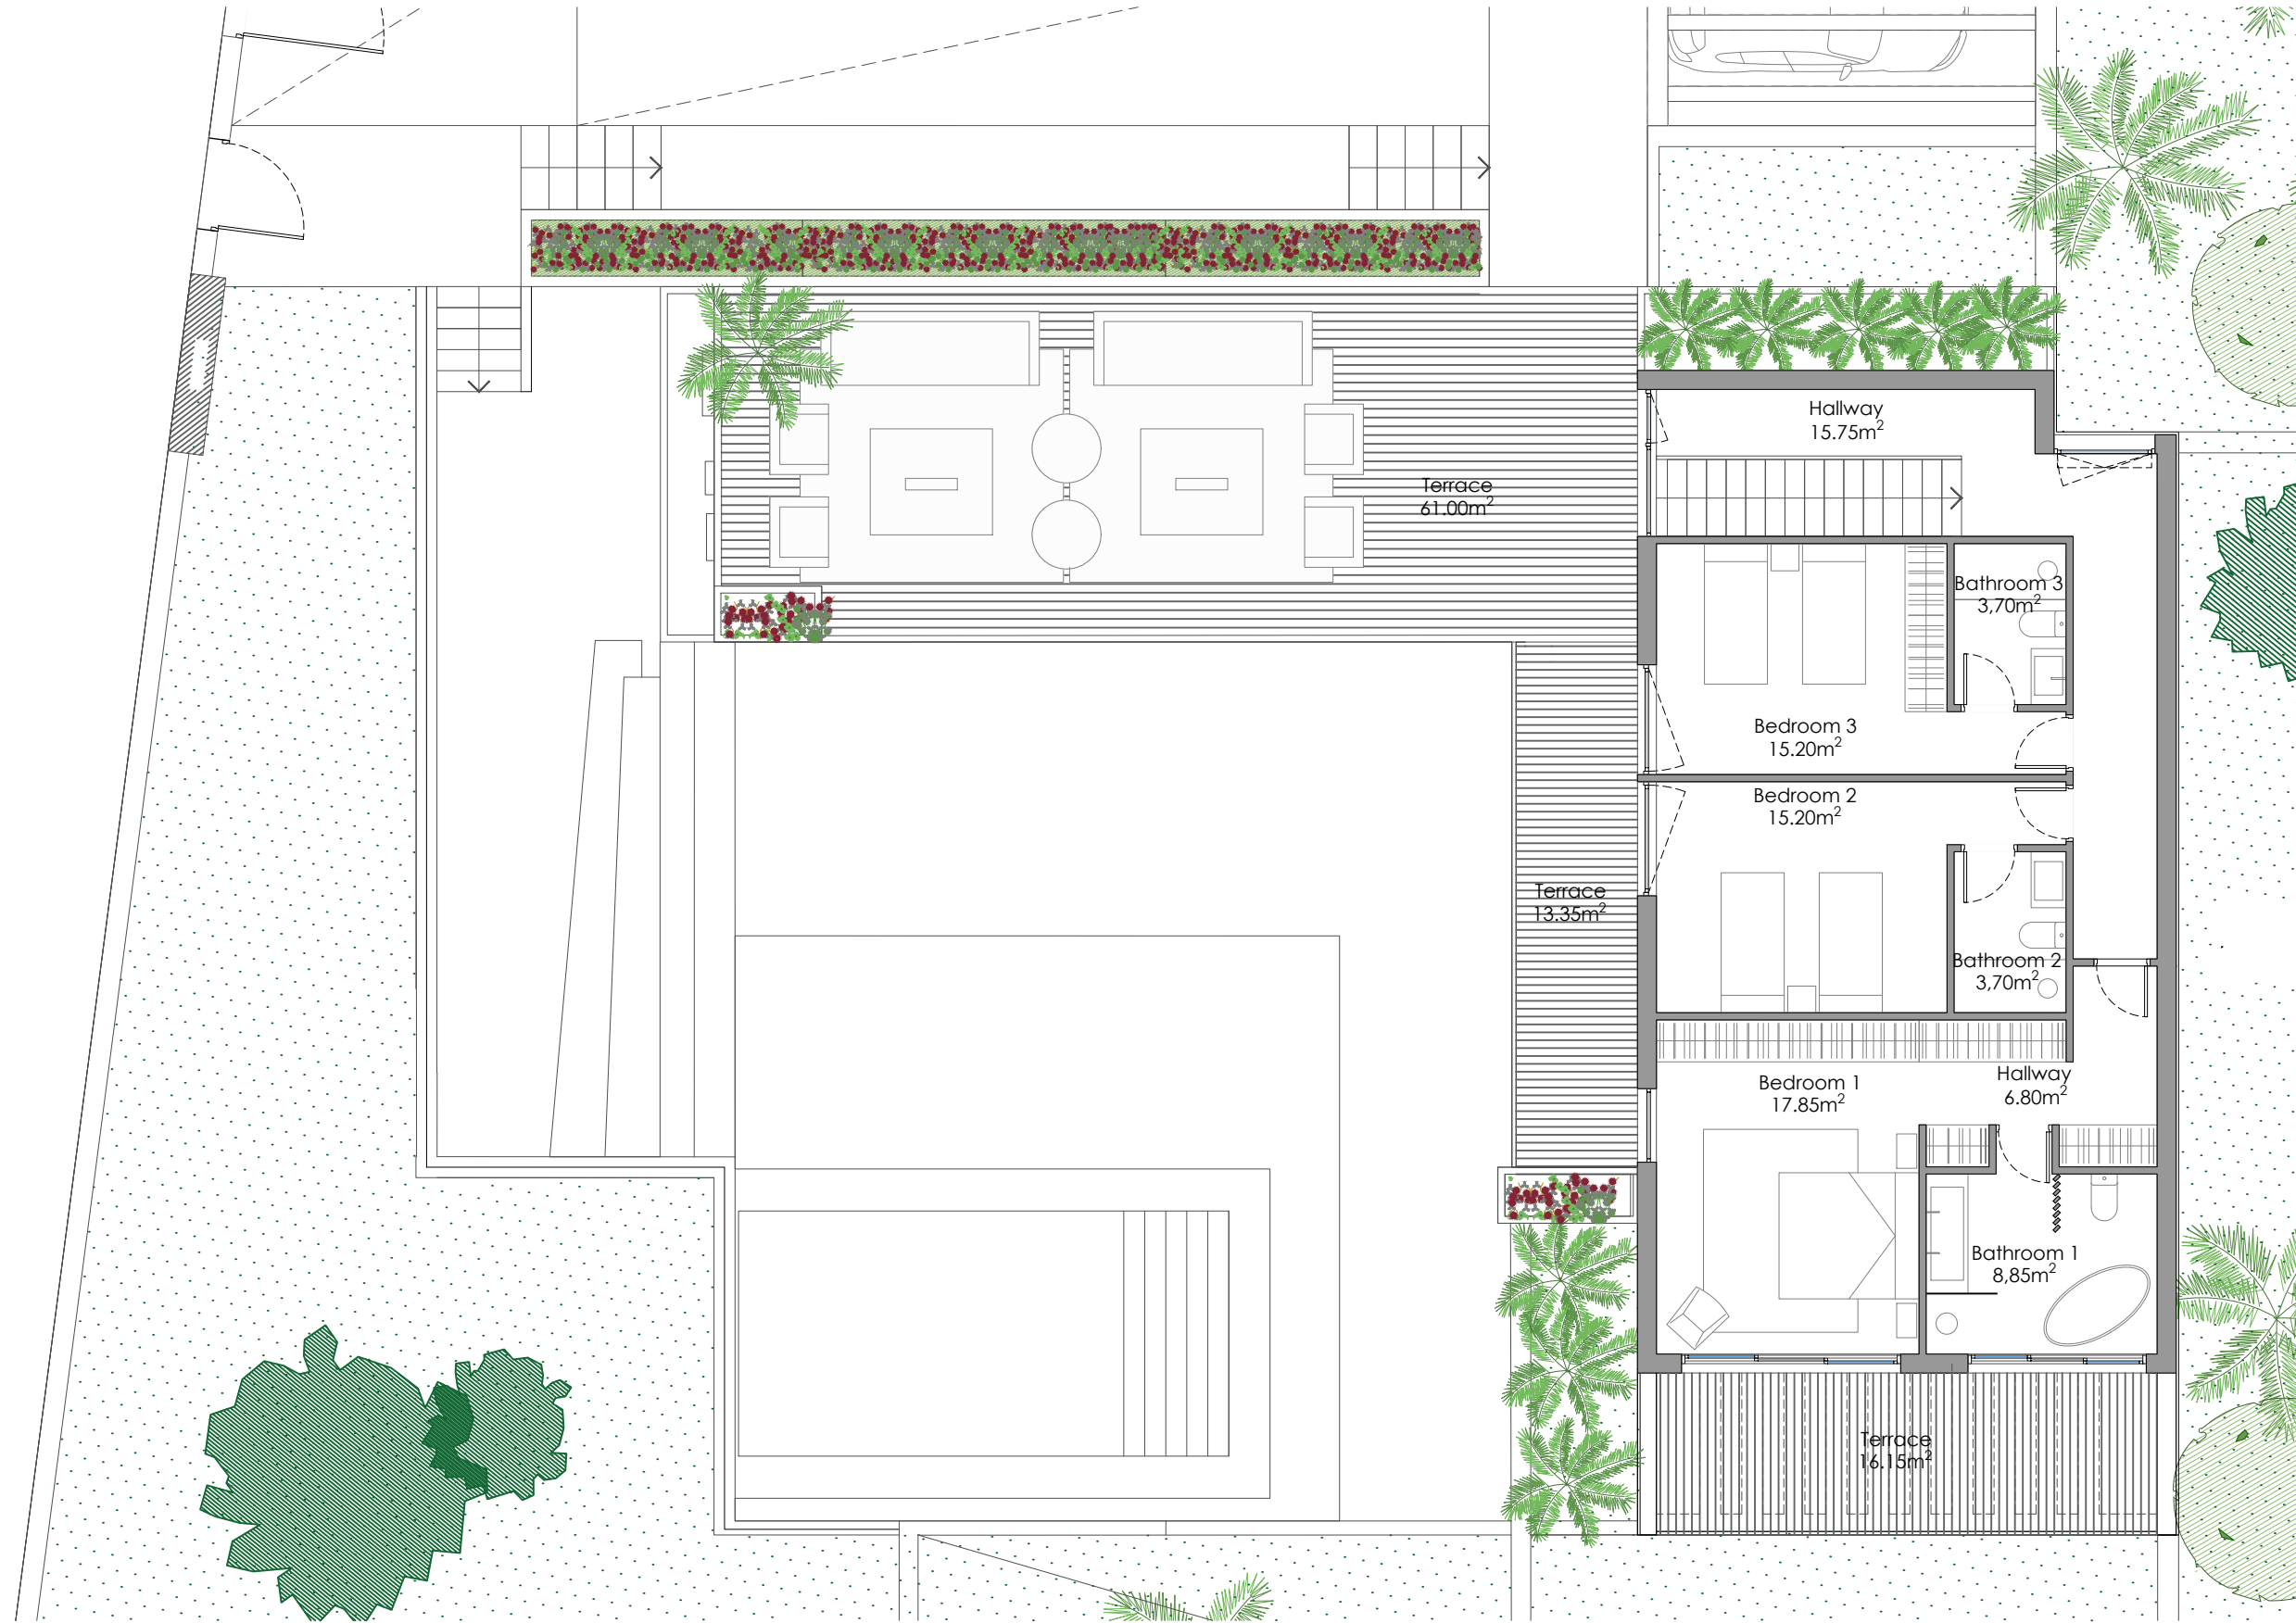 Hallway
15.75m²
Terrace
61.00m²
Bathroom 3
3,70m²
Bedroom 3
15.20m²
Bedroom 2
15.20m²
Terrace
13.35m²
Bathroom 2
3,70m²
Bedroom 1
17.85m²
Hallway
6.80m²
Bathroom 1
8,85m²
Terrace
16.15m²